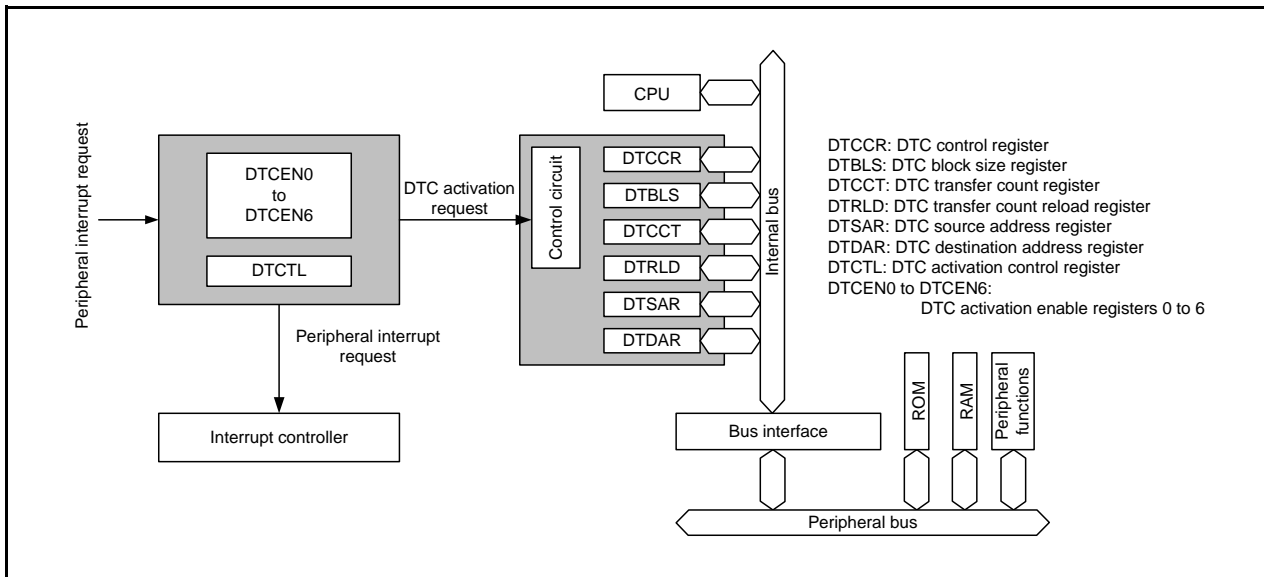 Peripheral interrupt request
DTCEN0
to
DTCEN6
DTCTL
DTC activation
request
Peripheral interrupt
request
Interrupt controller
CPU
Control circuit
DTCCR
DTBLS
DTCCT
DTRLD
DTSAR
DTDAR
Internal bus
DTCCR: DTC control register
DTBLS: DTC block size register
DTCCT: DTC transfer count register
DTRLD: DTC transfer count reload register
DTSAR: DTC source address register
DTDAR: DTC destination address register
DTCTL: DTC activation control register
DTCEN0 to DTCEN6:
DTC activation enable registers 0 to 6
Bus interface
ROM
RAM
Peripheral
functions
Peripheral bus